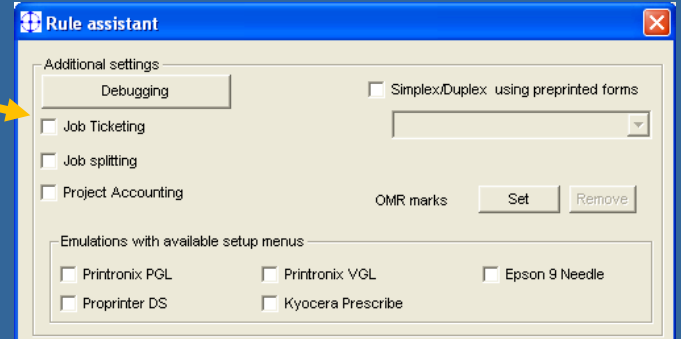 Rule assistant
Additional settings
Debugging
Simplex/Duplex using preprinted forms
Job Ticketing
Job splitting
Project Accounting
OMR marks Set Remove
Emulations with available setup menus
Printronix PGL Printronix VGL Epson 9 Needle
Proprinter DS Kyocera Prescribe